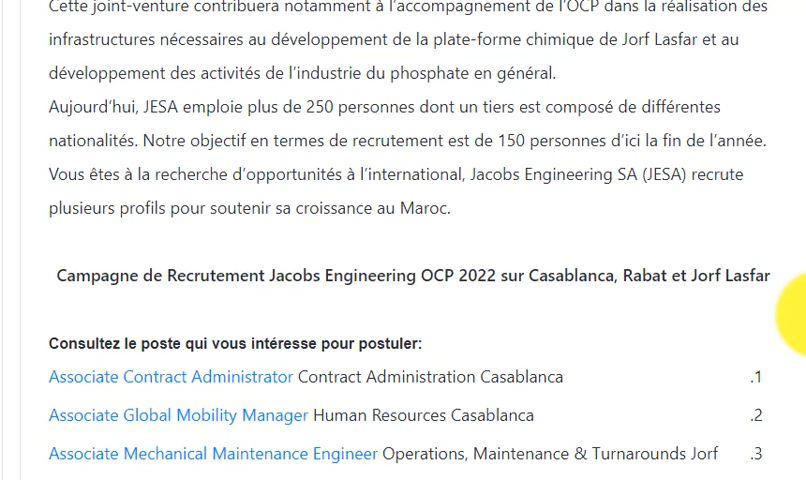 Cette joint-venture contribuera notamment à l’accompagnement de l’OCP dans la réalisation des
infrastructures nécessaires au développement de la plate-forme chimique de Jorf Lasfar et au
développement des activités de l’industrie du phosphate en général.
Aujourd’hui, JESA emploie plus de 250 personnes dont un tiers est composé de différentes
nationalités. Notre objectif en termes de recrutement est de 150 personnes d’ici la fin de l’année.
Vous êtes à la recherche d’opportunités à l’international, Jacobs Engineering SA (JESA) recrute
plusieurs profils pour soutenir sa croissance au Maroc.
Campagne de Recrutement Jacobs Engineering OCP 2022 sur Casablanca, Rabat et Jorf Lasfar
Consultez le poste qui vous intéresse pour postuler:
Associate Contract Administrator Contract Administration Casablanca .1
Associate Global Mobility Manager Human Resources Casablanca .2
Associate Mechanical Maintenance Engineer Operations, Maintenance & Turnarounds Jorf .3